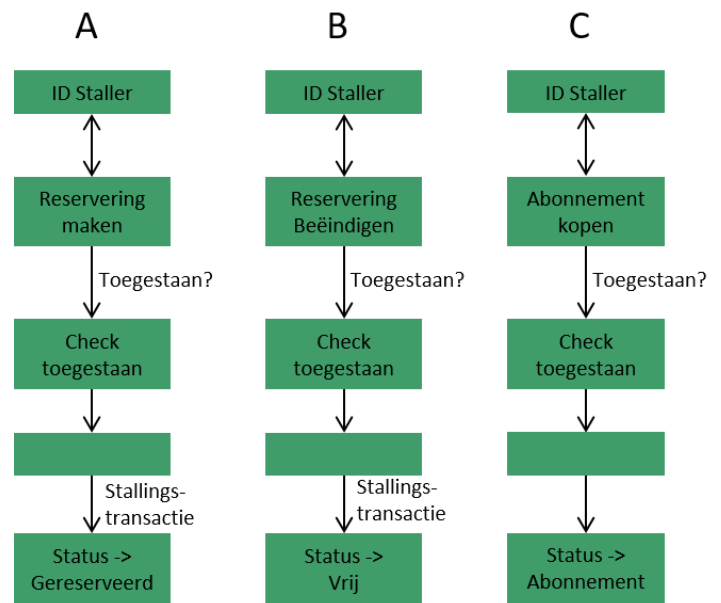 A
ID Staller
Reservering
maken
Toegestaan?
Check
toegestaan
Stallings-
transactie
Status ->
Gereserveerd
B
ID Staller
Reservering
Beëindigen
Toegestaan?
Check
toegestaan
Stallings-
transactie
Status ->
Vrij
C
ID Staller
Abonnement
kopen
Toegestaan?
Check
toegestaan
Status ->
Abonnement